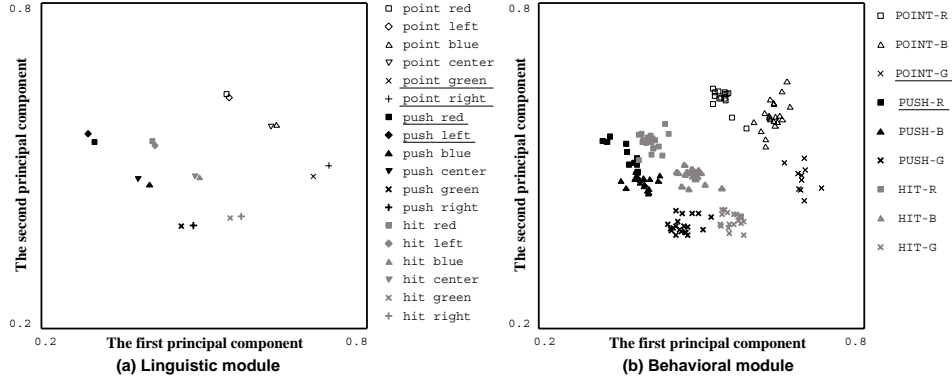 0.8
The second principal component
0.2
0.2
The first principal component
0.8
(a) Linguistic module
point red
point left
point blue
point center
point green
point right
push red
push left
push blue
push center
push green
push right
hit red
hit left
hit blue
hit center
hit green
hit right
0.8
The second principal component
0.2
0.2
The first principal component
0.8
(b) Behavioral module
POINT-R
POINT-B
POINT-G
PUSH-R
PUSH-B
PUSH-G
HIT-R
HIT-B
HIT-G